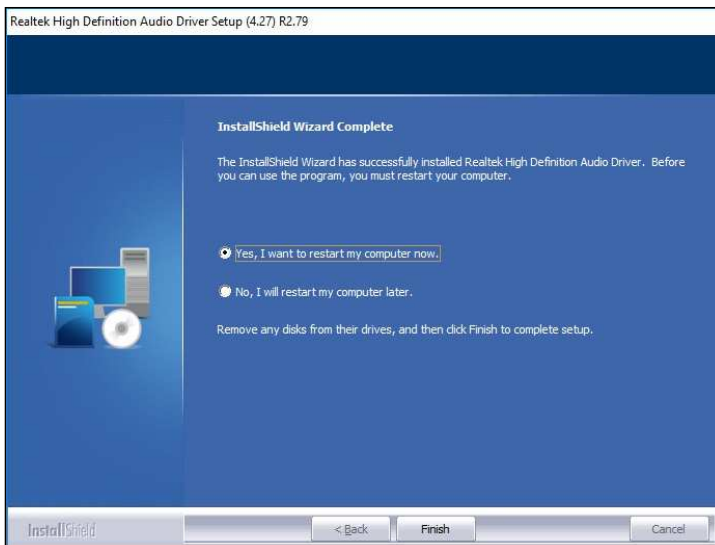 Realtek High Definition Audio Driver Setup (4.27) R2.79
InstallShield Wizard Complete
The InstallShield Wizard has successfully installed Realtek High Definition Audio Driver. Before
you can use the program, you must restart your computer.
Yes, I want to restart my computer now.
No, I will restart my computer later.
Remove any disks from their drives, and then click Finish to complete setup.
InstallShield
< Back
Finish
Cancel